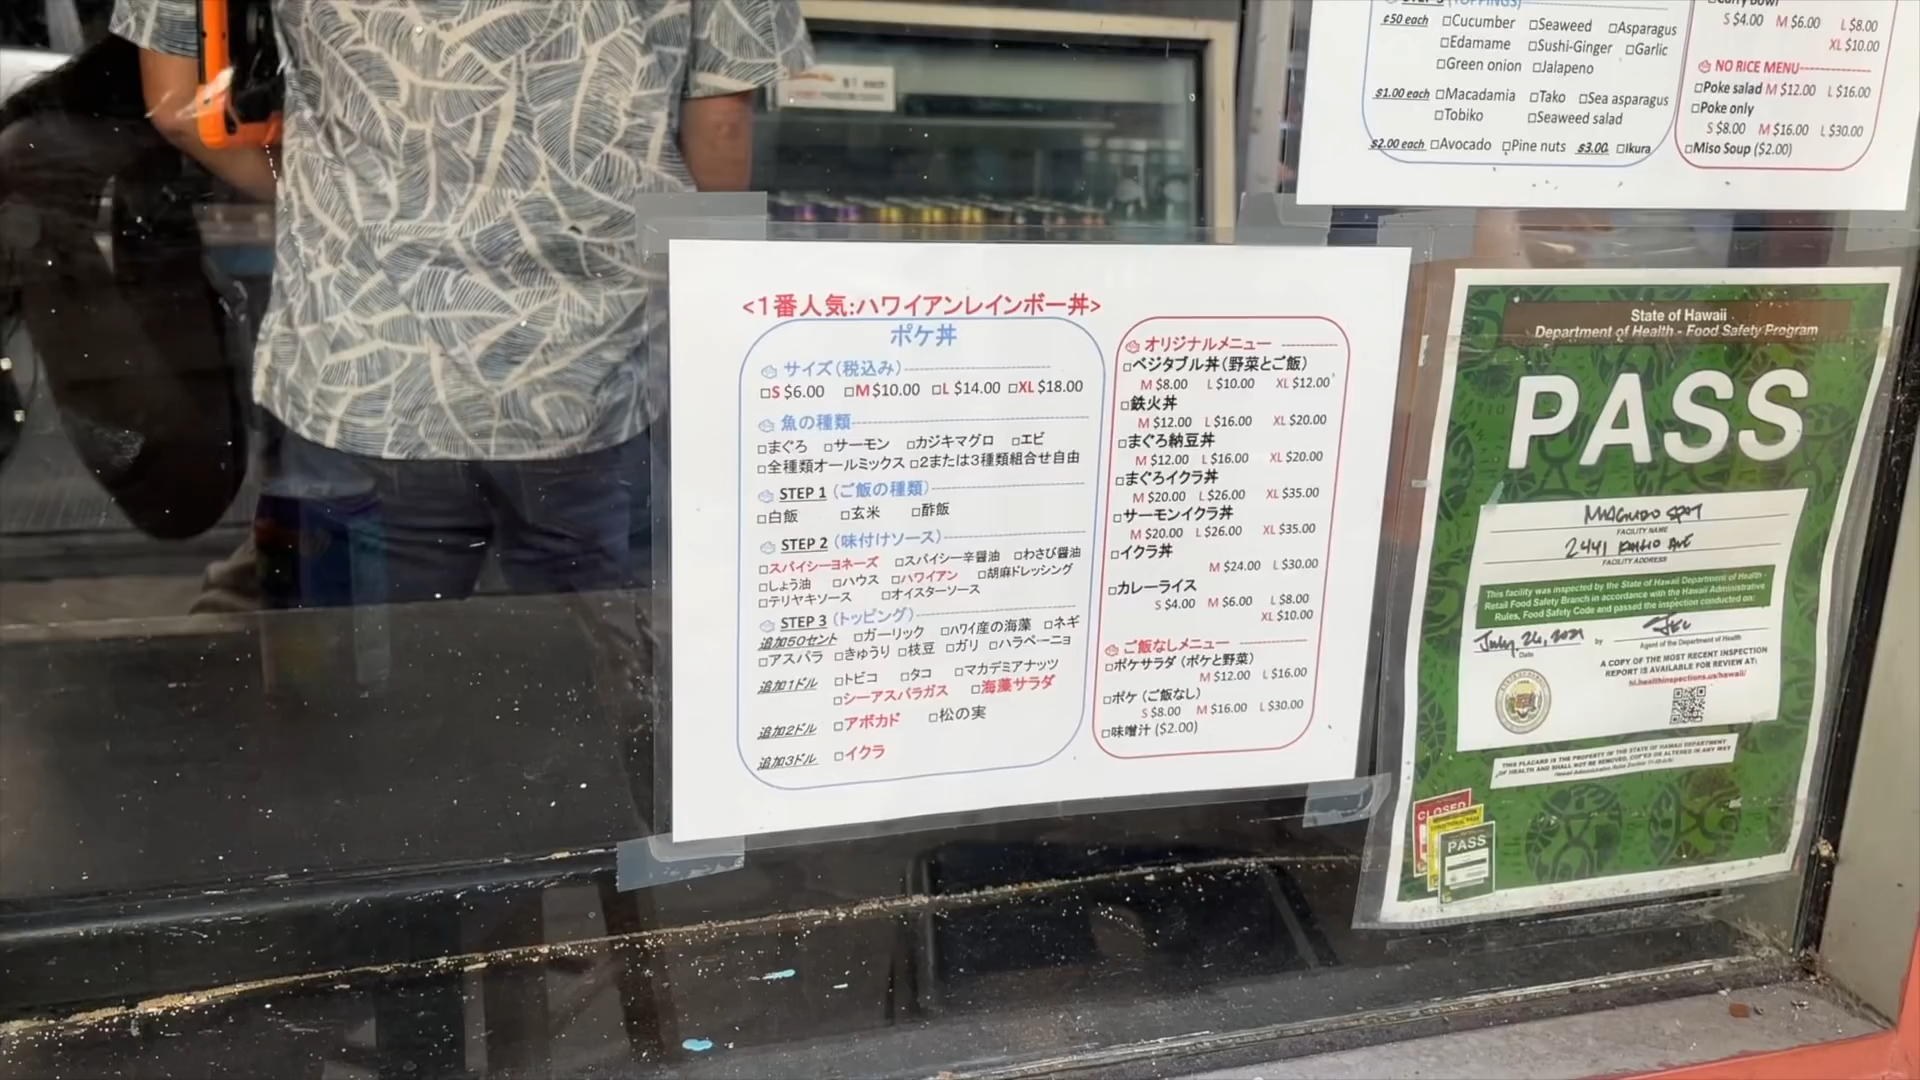 $1 each
STEP 3 (TOPPINGS)
¢50 each □Cucumber □Seaweed □Asparagus
□Edamame □Sushi-Ginger □Garlic
□Green onion □Jalapeno
$1.00 each □Macadamia □Tako □Sea asparagus
□Tobiko □Seaweed salad
$2.00 each □Avocado □Pine nuts $3.00 □Ikura
□Curry Bowl
S $4.00 M $6.00 L $8.00
XL $10.00
NO RICE MENU
□Poke salad M $12.00 L $16.00
□Poke only
S $8.00 M $16.00 L $30.00
□Miso Soup ($2.00)
<1番人気:ハワイアンレインボー丼>
ポケ丼
サイズ(税込み)
□S $6.00 □M $10.00 □L $14.00 □XL $18.00
魚の種類
□まぐろ □サーモン □カジキマグロ □エビ
□全種類オールミックス □2または3種類組合せ自由
STEP 1 (ご飯の種類)
□白飯 □玄米 □酢飯
STEP 2 (味付けソース)
□スパイシーヨネーズ □スパイシー辛醤油 □わさび醤油
□しょう油 □ハウス □ハワイアン □胡麻ドレッシング
□テリヤキソース □オイスターソース
STEP 3 (トッピング)
追加50セント □ガーリック □ハワイ産の海藻 □ネギ
□アスパラ □きゅうり □枝豆 □ガリ □ハラペーニョ
追加1ドル □トビコ □タコ □マカデミアナッツ
□シーアスパラガス □海藻サラダ
追加2ドル □アボカド □松の実
追加3ドル □イクラ
オリジナルメニュー
□ベジタブル丼(野菜とご飯)
M $8.00 L $10.00 XL $12.00
□鉄火丼
M $12.00 L $16.00 XL $20.00
□まぐろ納豆丼
M $12.00 L $16.00 XL $20.00
□まぐろイクラ丼
M $20.00 L $26.00 XL $35.00
□サーモンイクラ丼
M $20.00 L $26.00 XL $35.00
□イクラ丼
M $24.00 L $30.00
□カレーライス
S $4.00 M $6.00 L $8.00
XL $10.00
ご飯なしメニュー
□ポケサラダ (ポケと野菜)
M $12.00 L $16.00
□ポケ (ご飯なし)
S $8.00 M $16.00 L $30.00
□味噌汁 ($2.00)
State of Hawaii
Department of Health - Food Safety Program
PASS
MAGURO SPOT
FACILITY NAME
2441 KUHIO AVE
FACILITY ADDRESS
This facility was inspected by the State of Hawaii Department of Health -
Retail Food Safety Branch in accordance with the Hawaii Administrative
Rules, Food Safety Code and passed the inspection conducted on:
July 26, 2021 by
Date Agent of the Department of Health
A COPY OF THE MOST RECENT INSPECTION
REPORT IS AVAILABLE FOR REVIEW AT:
hi.healthinspections.us/hawaii/
THIS PLACARD IS THE PROPERTY OF THE STATE OF HAWAII DEPARTMENT
OF HEALTH AND SHALL NOT BE REMOVED, COPIED OR ALTERED IN ANY WAY
CLOSED
PASS